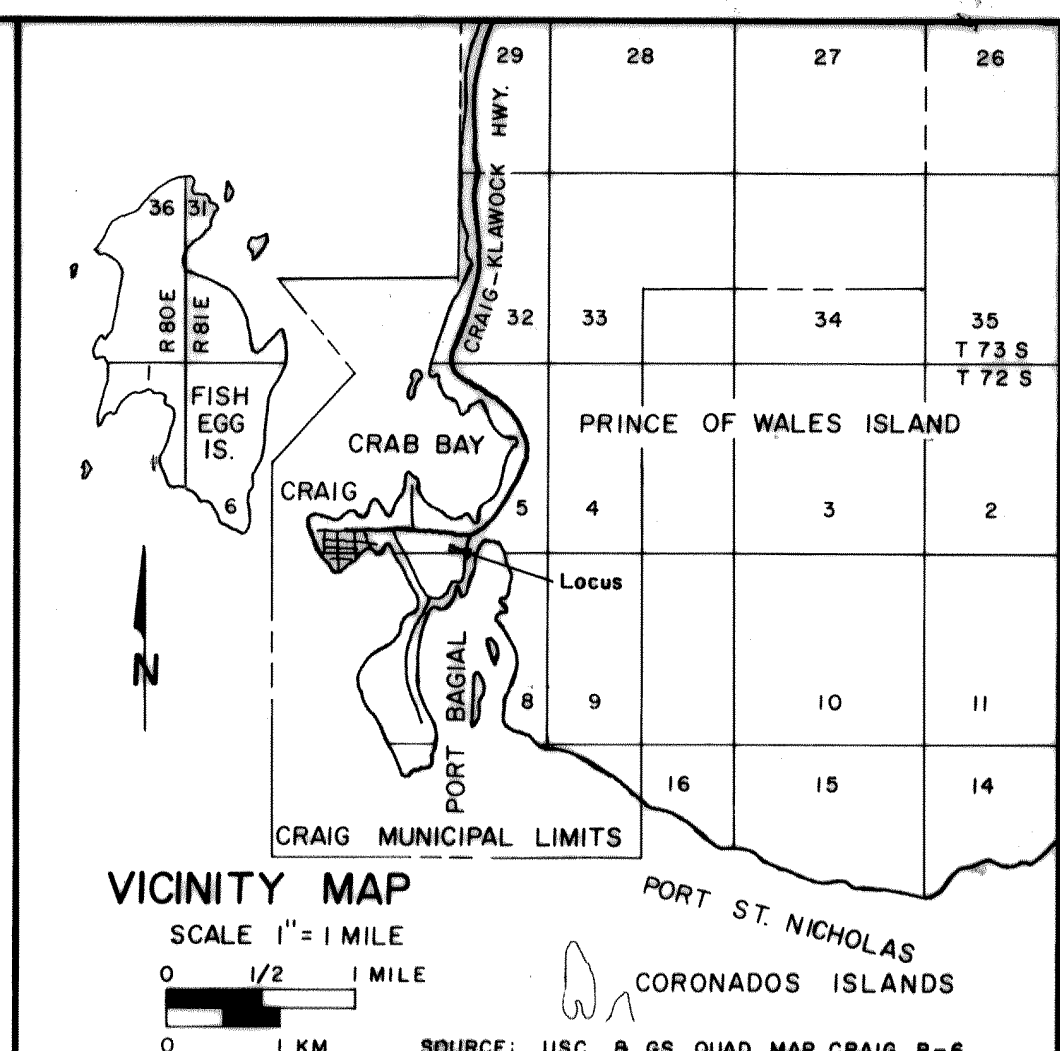 29 28 27 26
CRAIG-KLAWOCK HWY.
36 31
R80E R81E
32 33 34 35
T 73 S
T 72 S
1
FISH
EGG
IS.
PRINCE OF WALES ISLAND
CRAB BAY
CRAIG
6
5 4 3 2
Locus
N
PORT BAGIAL
8 9 10 11
16 15 14
CRAIG MUNICIPAL LIMITS
VICINITY MAP
SCALE 1" = 1 MILE
PORT ST. NICHOLAS
0 1/2 1 MILE
CORONADOS ISLANDS
0 1 KM
SOURCE: USC & GS QUAD MAP CRAIG B-6